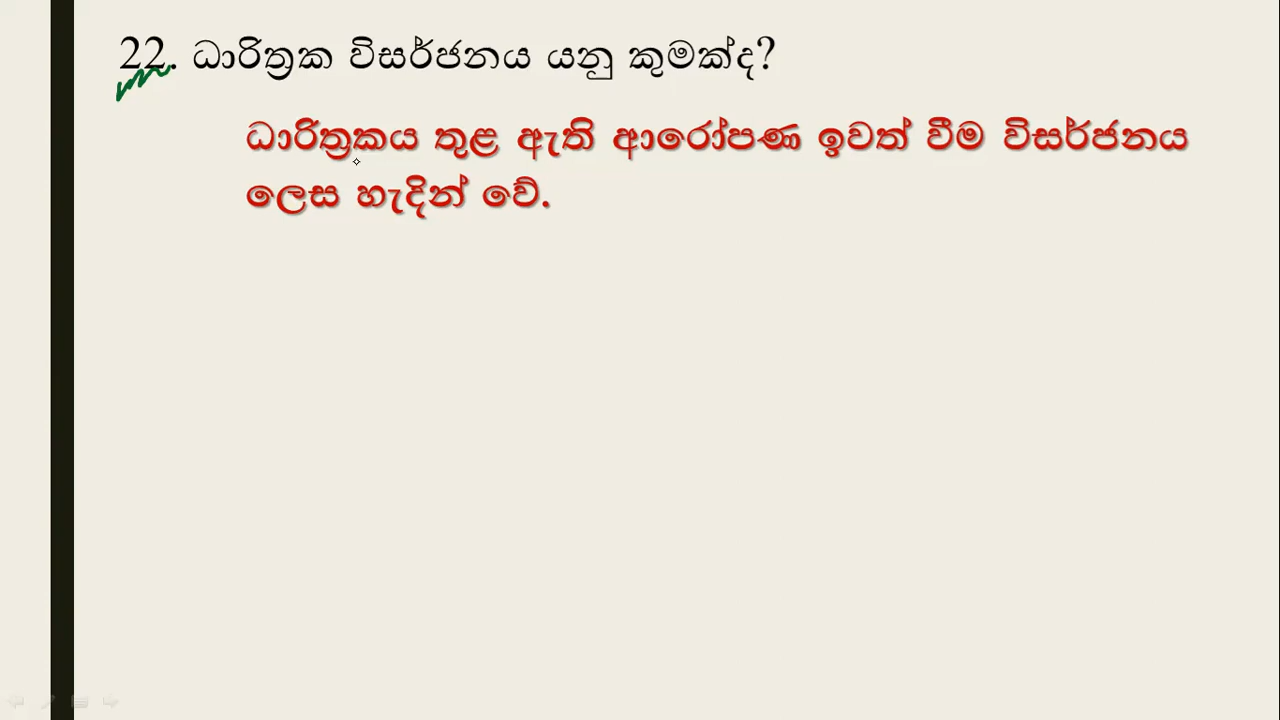 22. ධාරිත්‍රක විසර්ජනය යනු කුමක්ද?
ධාරිත්‍රකය තුළ ඇති ආරෝපණ ඉවත් වීම විසර්ජනය
ලෙස හැඳින් වේ.